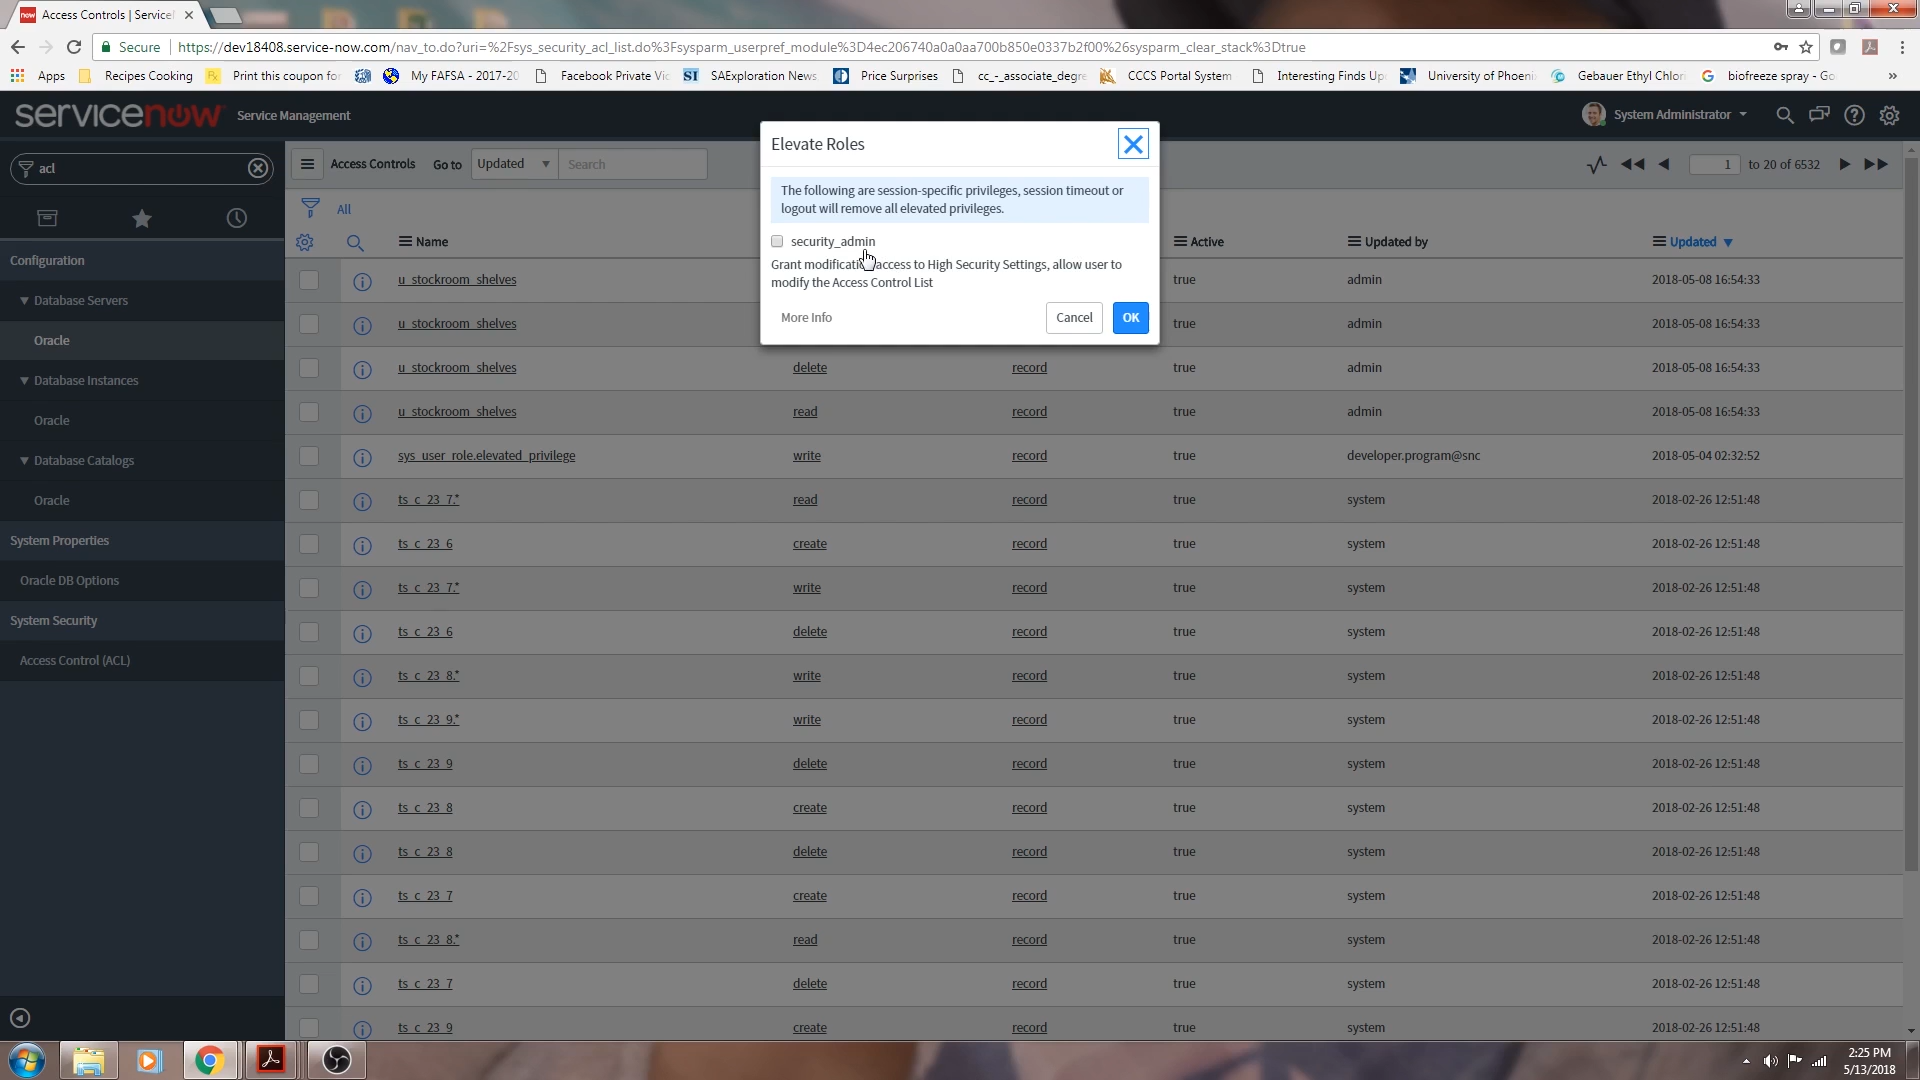 Access Controls | Service
Secure
https://dev18408.service-now.com/nav_to.do?uri=%2Fsys_security_acl_list.do%3Fsysparm_userpref_module%3D4ec206740a0a0aa700b850e0337b2f00%26sysparm_clear_stack%3Dtrue
Apps Recipes Cooking Print this coupon for My FAFSA - 2017-20 Facebook Private Vi SI SAExploration News Price Surprises cc_-_associate_degre CCCS Portal System Interesting Finds Up University of Phoeni Gebauer Ethyl Chlor biofreeze spray - Go »
servicenow Service Management
System Administrator
acl
Configuration
Database Servers
Oracle
Database Instances
Oracle
Database Catalogs
Oracle
System Properties
Oracle DB Options
System Security
Access Control (ACL)
Access Controls Go to Updated Search
1 to 20 of 6532
All
Elevate Roles
The following are session-specific privileges, session timeout or
logout will remove all elevated privileges.
security_admin
Grant modificati access to High Security Settings, allow user to
modify the Access Control List
More Info Cancel OK
Name Active Updated by Updated
u_stockroom_shelves true admin 2018-05-08 16:54:33
u_stockroom_shelves true admin 2018-05-08 16:54:33
u_stockroom_shelves delete record true admin 2018-05-08 16:54:33
u_stockroom_shelves read record true admin 2018-05-08 16:54:33
sys_user_role.elevated_privilege write record true developer.program@snc 2018-05-04 02:32:52
ts_c_23_7.* read record true system 2018-02-26 12:51:48
ts_c_23_6 create record true system 2018-02-26 12:51:48
ts_c_23_7.* write record true system 2018-02-26 12:51:48
ts_c_23_6 delete record true system 2018-02-26 12:51:48
ts_c_23_8.* write record true system 2018-02-26 12:51:48
ts_c_23_9.* write record true system 2018-02-26 12:51:48
ts_c_23_9 delete record true system 2018-02-26 12:51:48
ts_c_23_8 create record true system 2018-02-26 12:51:48
ts_c_23_8 delete record true system 2018-02-26 12:51:48
ts_c_23_7 create record true system 2018-02-26 12:51:48
ts_c_23_8.* read record true system 2018-02-26 12:51:48
ts_c_23_7 delete record true system 2018-02-26 12:51:48
ts_c_23_9 create record true system 2018-02-26 12:51:48
2:25 PM
5/13/2018